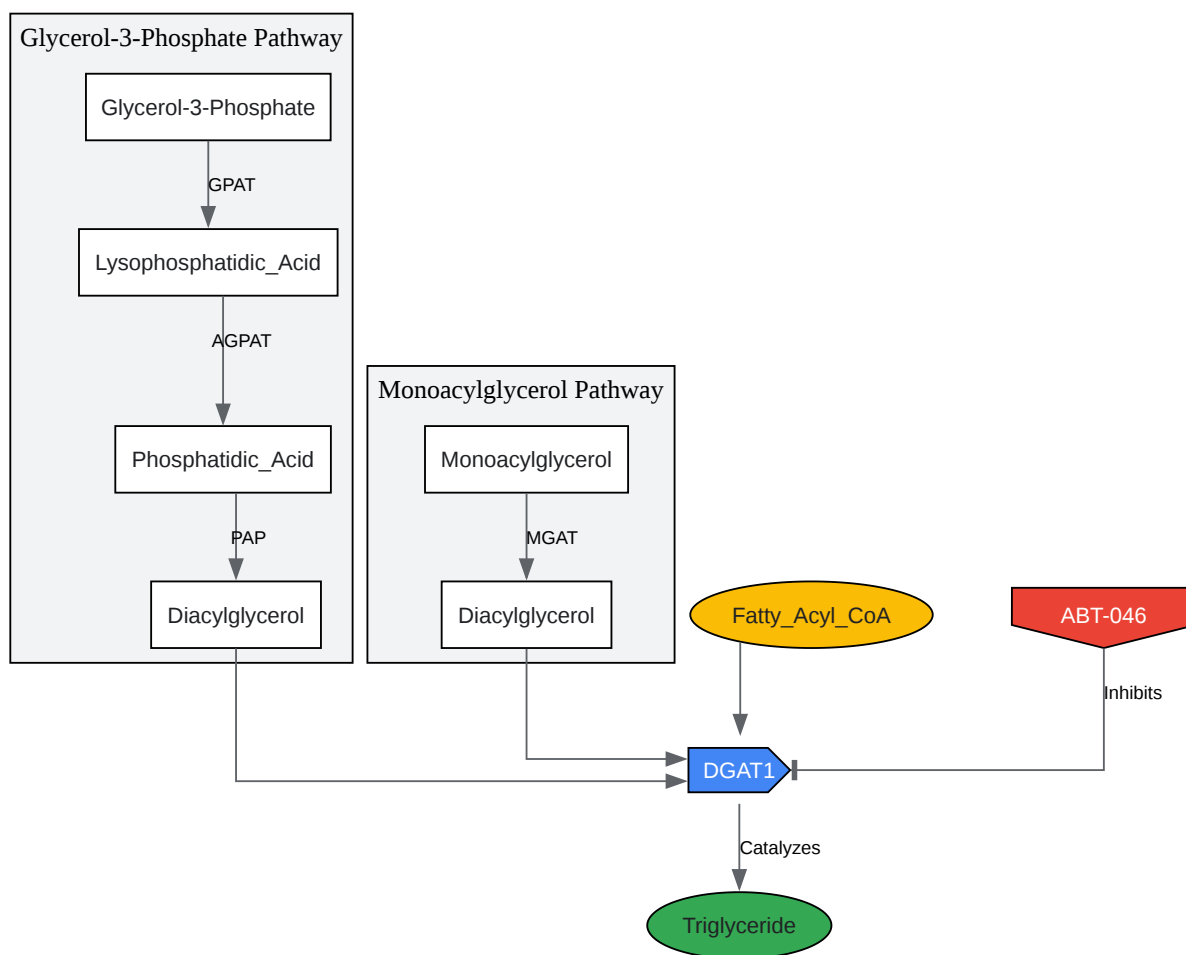 Glycerol-3-Phosphate Pathway
Glycerol-3-Phosphate
GPAT
Lysophosphatidic_Acid
AGPAT
Phosphatidic_Acid
PAP
Diacylglycerol
Monoacylglycerol Pathway
Monoacylglycerol
MGAT
Diacylglycerol
Fatty_Acyl_CoA
ABT-046
Inhibits
DGAT1
Catalyzes
Triglyceride